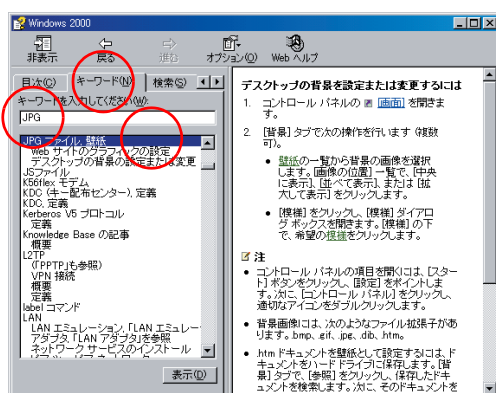 Windows 2000
非表示
戻る
進む
オプション(O)
Web ヘルプ
目次(C)
キーワード(N)
検索(S)
キーワードを入力してください(W):
JPG
JPG ファイル, 壁紙
Web サイトのグラフィックの設定
デスクトップの背景の設定または変更
JSファイル
K56flex モデム
KDC (キー配布センター), 定義
KDC, 定義
Kerberos V5 プロトコル
定義
Knowledge Base の記事
概要
L2TP
(「PPTP」も参照)
VPN 接続
概要
定義
label コマンド
LAN
LAN エミュレーション, 「LAN エミュレー
アダプタ, 「LAN アダプタ」を参照
ネットワーク サービスのインストール
表示(D)
デスクトップの背景を設定または変更するには
1. コントロール パネルの [画面] を開きま
す。
2. [背景] タブで次の操作を行います (複数
可)。
• 壁紙の一覧から背景の画像を選択
します。[画像の位置] 一覧で、[中央
に表示]、[並べて表示]、または [拡
大して表示] をクリックします。
• [模様] をクリックし、[模様] ダイアロ
グ ボックスを開きます。[模様] の下
で、希望の模様をクリックします。
注
• コントロール パネルの項目を開くには、[スター
ト] ボタンをクリックし、[設定] をポイントしま
す。次に、[コントロール パネル] をクリックし、
適切なアイコンをダブルクリックします。
• 背景画像には、次のようなファイル拡張子があ
ります。.bmp、.gif、.jpg、.dib、.htm。
• .htm ドキュメントを壁紙として設定するには、ド
キュメントをハード ドライブに保存します。[背
景] タブで、[参照] をクリックし、保存したドキ
ュメントを検索します。次に、そのドキュメントを